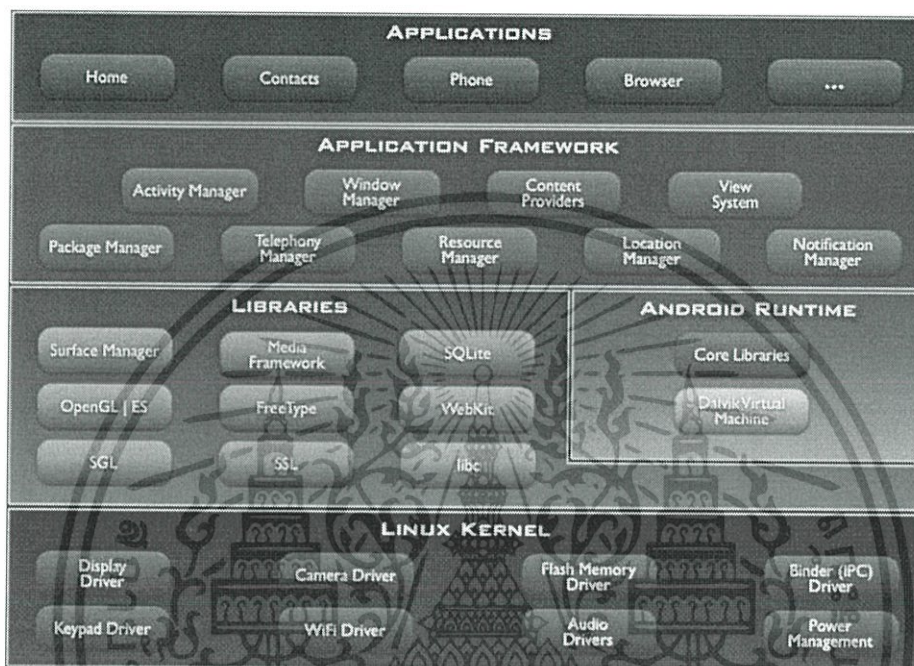 APPLICATIONS
Home Contacts Phone Browser ...
APPLICATION FRAMEWORK
Activity Manager Window Manager Content Providers View System
Package Manager Telephony Manager Resource Manager Location Manager Notification Manager
LIBRARIES
Surface Manager Media Framework SQLite
OpenGL | ES FreeType WebKit
SGL SSL libc
ANDROID RUNTIME
Core Libraries
Dalvik Virtual Machine
LINUX KERNEL
Display Driver Camera Driver Flash Memory Driver Binder (IPC) Driver
Keypad Driver WiFi Driver Audio Drivers Power Management